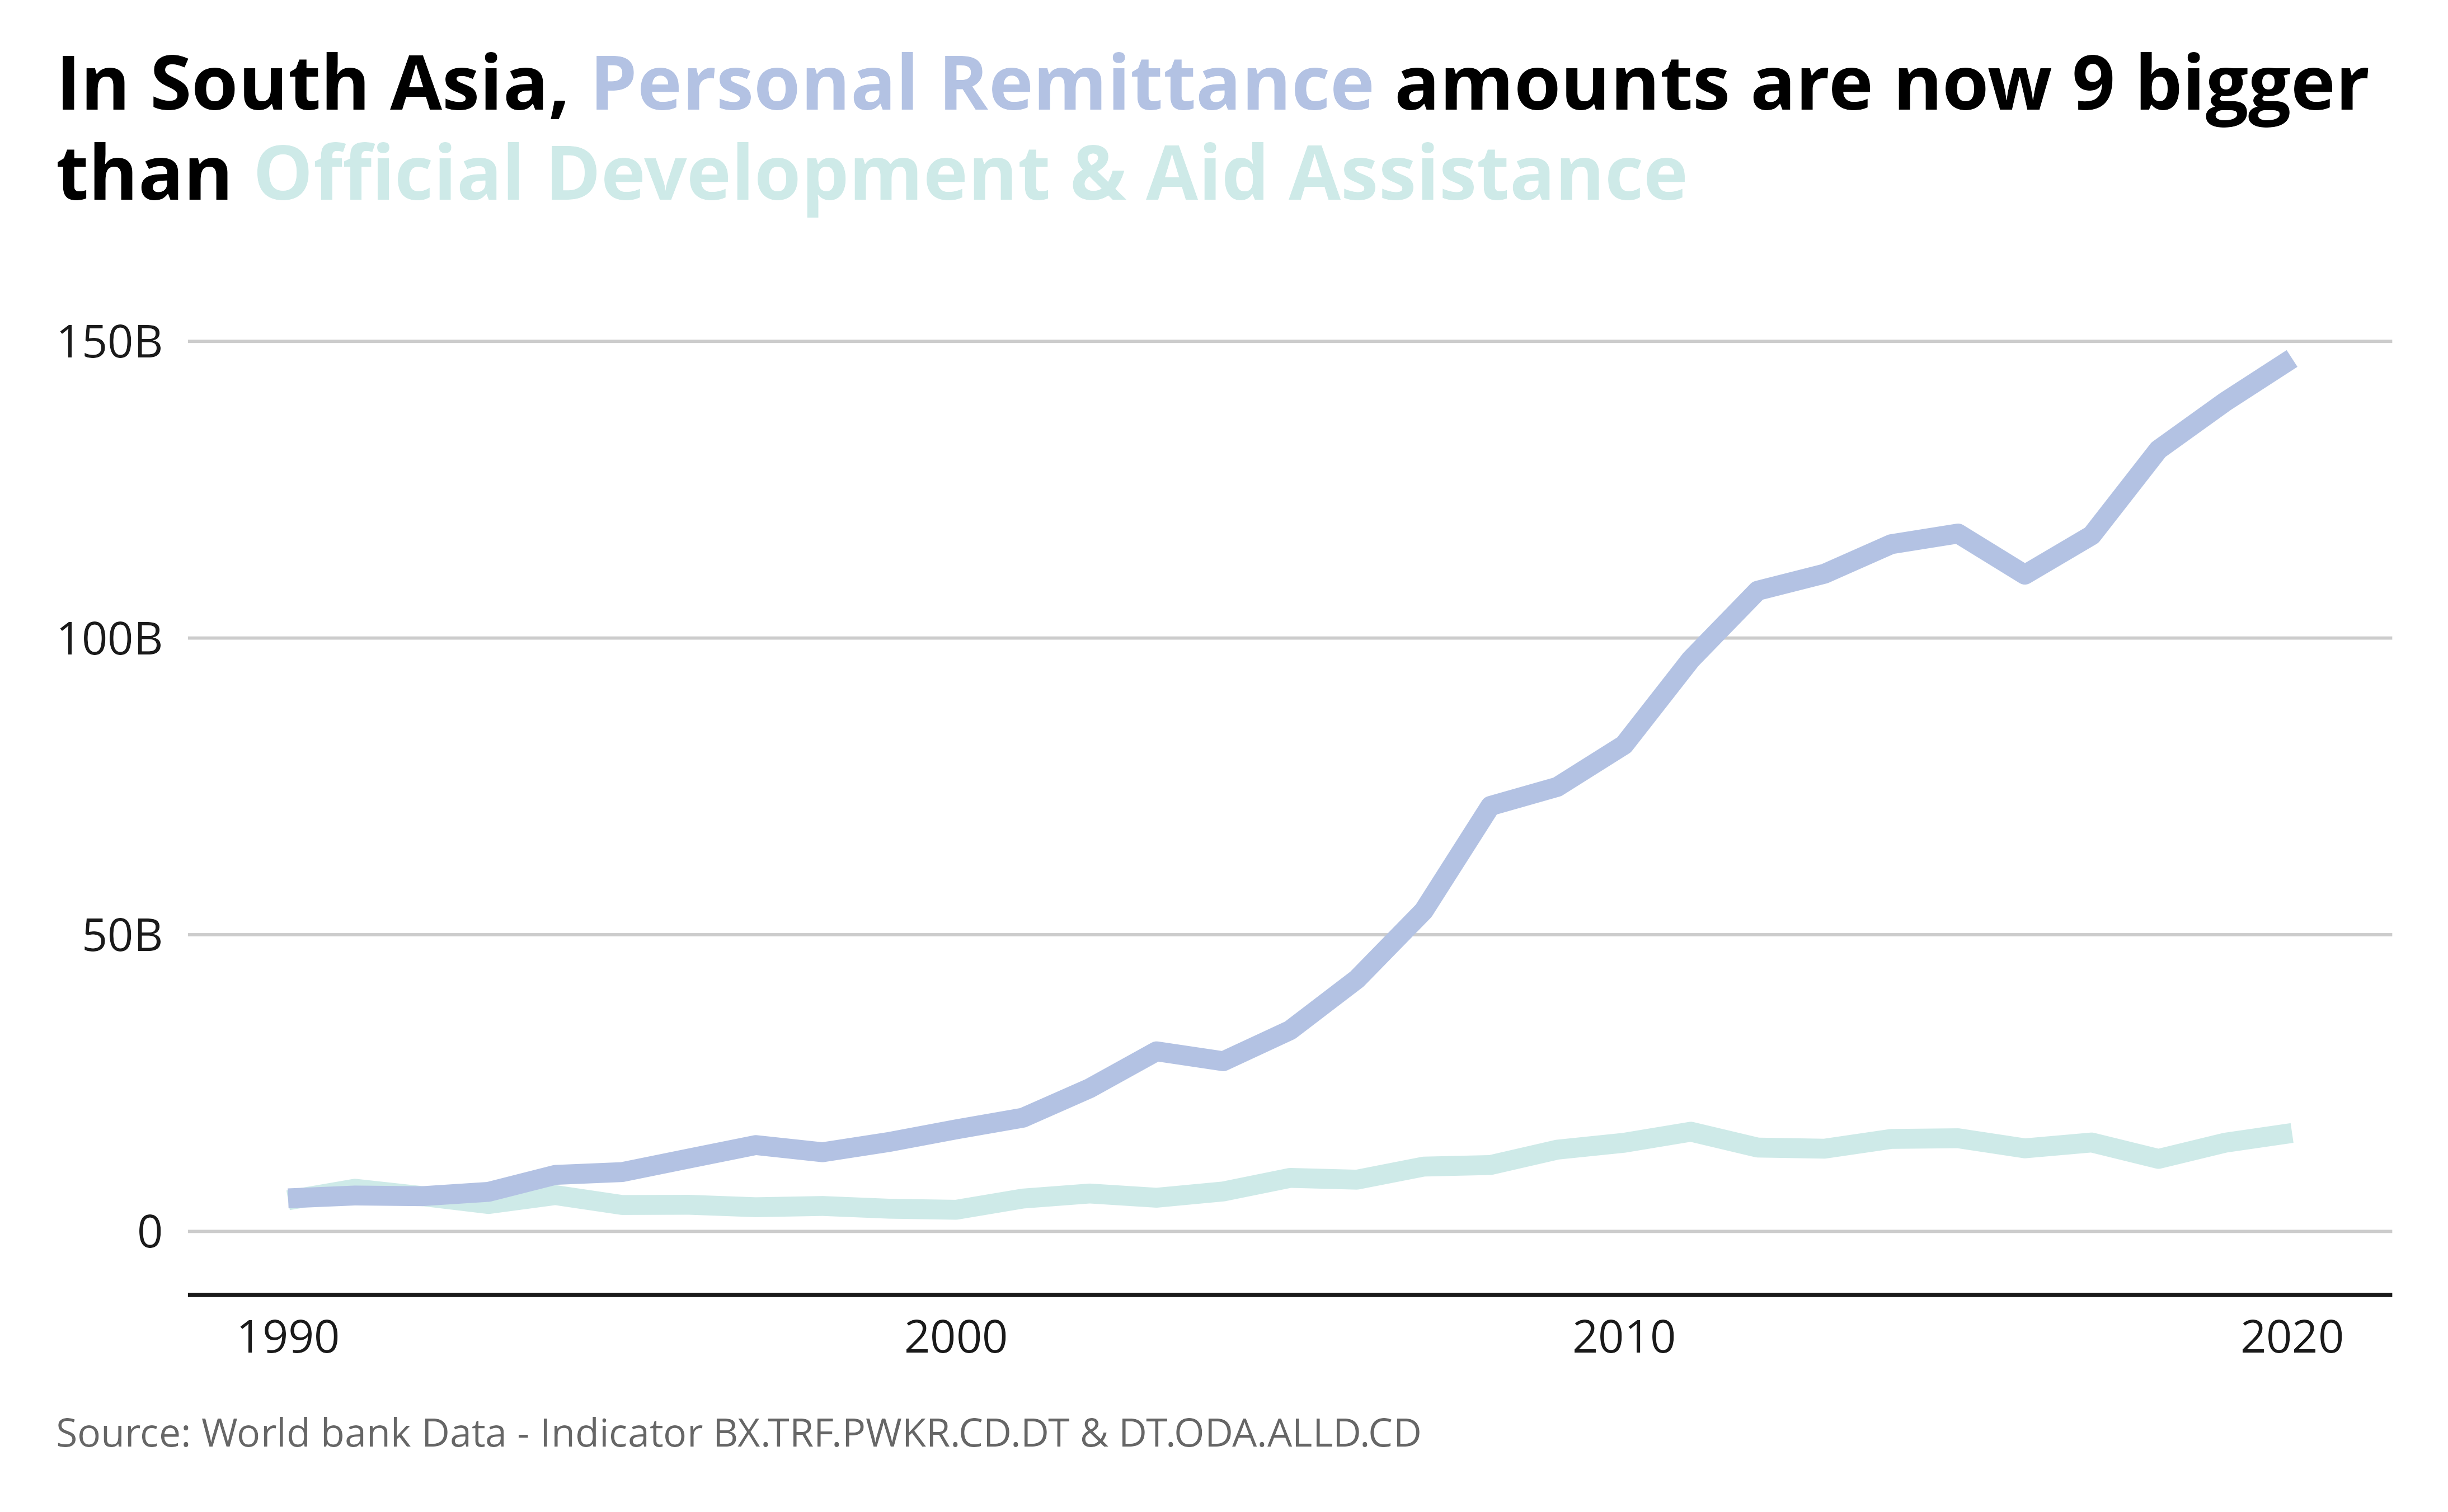 In South Asia, Personal Remittance amounts are now 9 bigger
than Official Development & Aid Assistance
150B
100B
50B
0
1990 2000 2010 2020
Source: World bank Data - Indicator BX.TRF.PWKR.CD.DT & DT.ODA.ALLD.CD